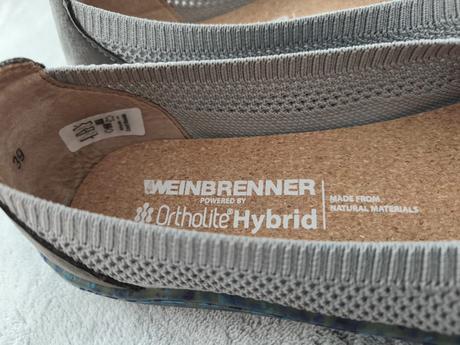 WEINBRENNER
POWERED BY
Ortholite® Hybrid
MADE FROM
NATURAL MATERIALS
39